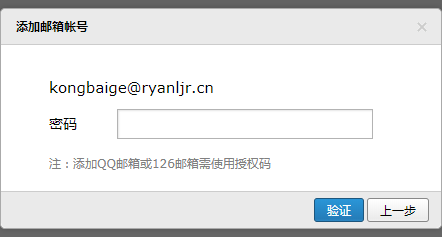 添加邮箱帐号
kongbaige@ryanljr.cn
密码
注：添加QQ邮箱或126邮箱需使用授权码
验证
上一步